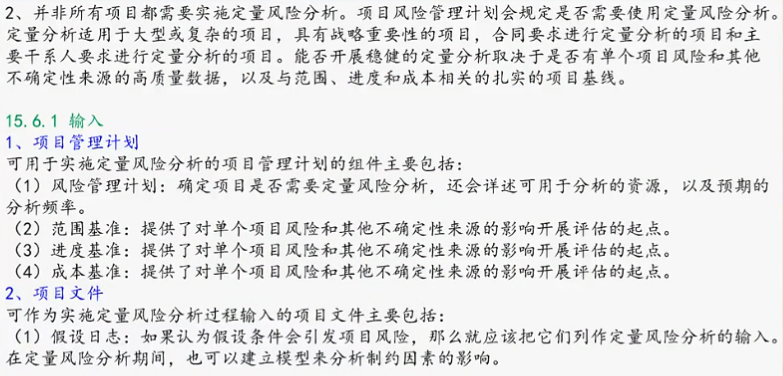 2、并非所有项目都需要实施定量风险分析。项目风险管理计划会规定是否需要使用定量风险分析。
定量分析适用于大型或复杂的项目，具有战略重要性的项目，合同要求进行定量分析的项目和主
要干系人要求进行定量分析的项目。能否开展稳健的定量分析取决于是否有单个项目风险和其他
不确定性来源的高质量数据，以及与范围、进度和成本相关的扎实的项目基线。
15.6.1 输入
1、项目管理计划
可用于实施定量风险分析的项目管理计划的组件主要包括：
（1）风险管理计划：确定项目是否需要定量风险分析，还会详述可用于分析的资源，以及预期的
分析频率。
（2）范围基准：提供了对单个项目风险和其他不确定性来源的影响开展评估的起点。
（3）进度基准：提供了对单个项目风险和其他不确定性来源的影响开展评估的起点。
（4）成本基准：提供了对单个项目风险和其他不确定性来源的影响开展评估的起点。
2、项目文件
可作为实施定量风险分析过程输入的项目文件主要包括：
（1）假设日志：如果认为假设条件会引发项目风险，那么就应该把它们列作定量风险分析的输入。
在定量风险分析期间，也可以建立模型来分析制约因素的影响。